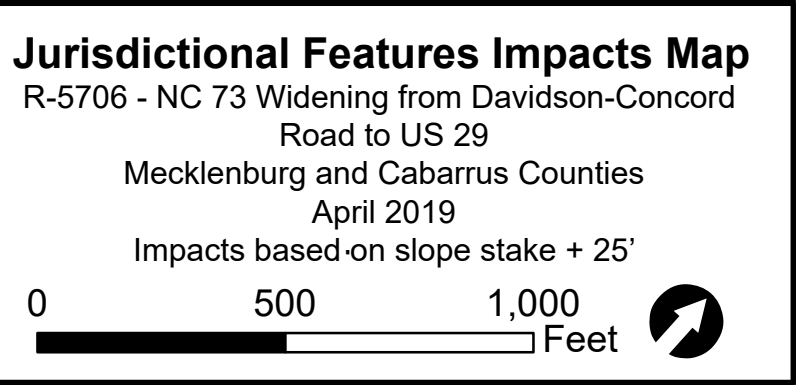 Jurisdictional Features Impacts Map
R-5706 - NC 73 Widening from Davidson-Concord
Road to US 29
Mecklenburg and Cabarrus Counties
April 2019
Impacts based on slope stake + 25’
0 500 1,000
Feet